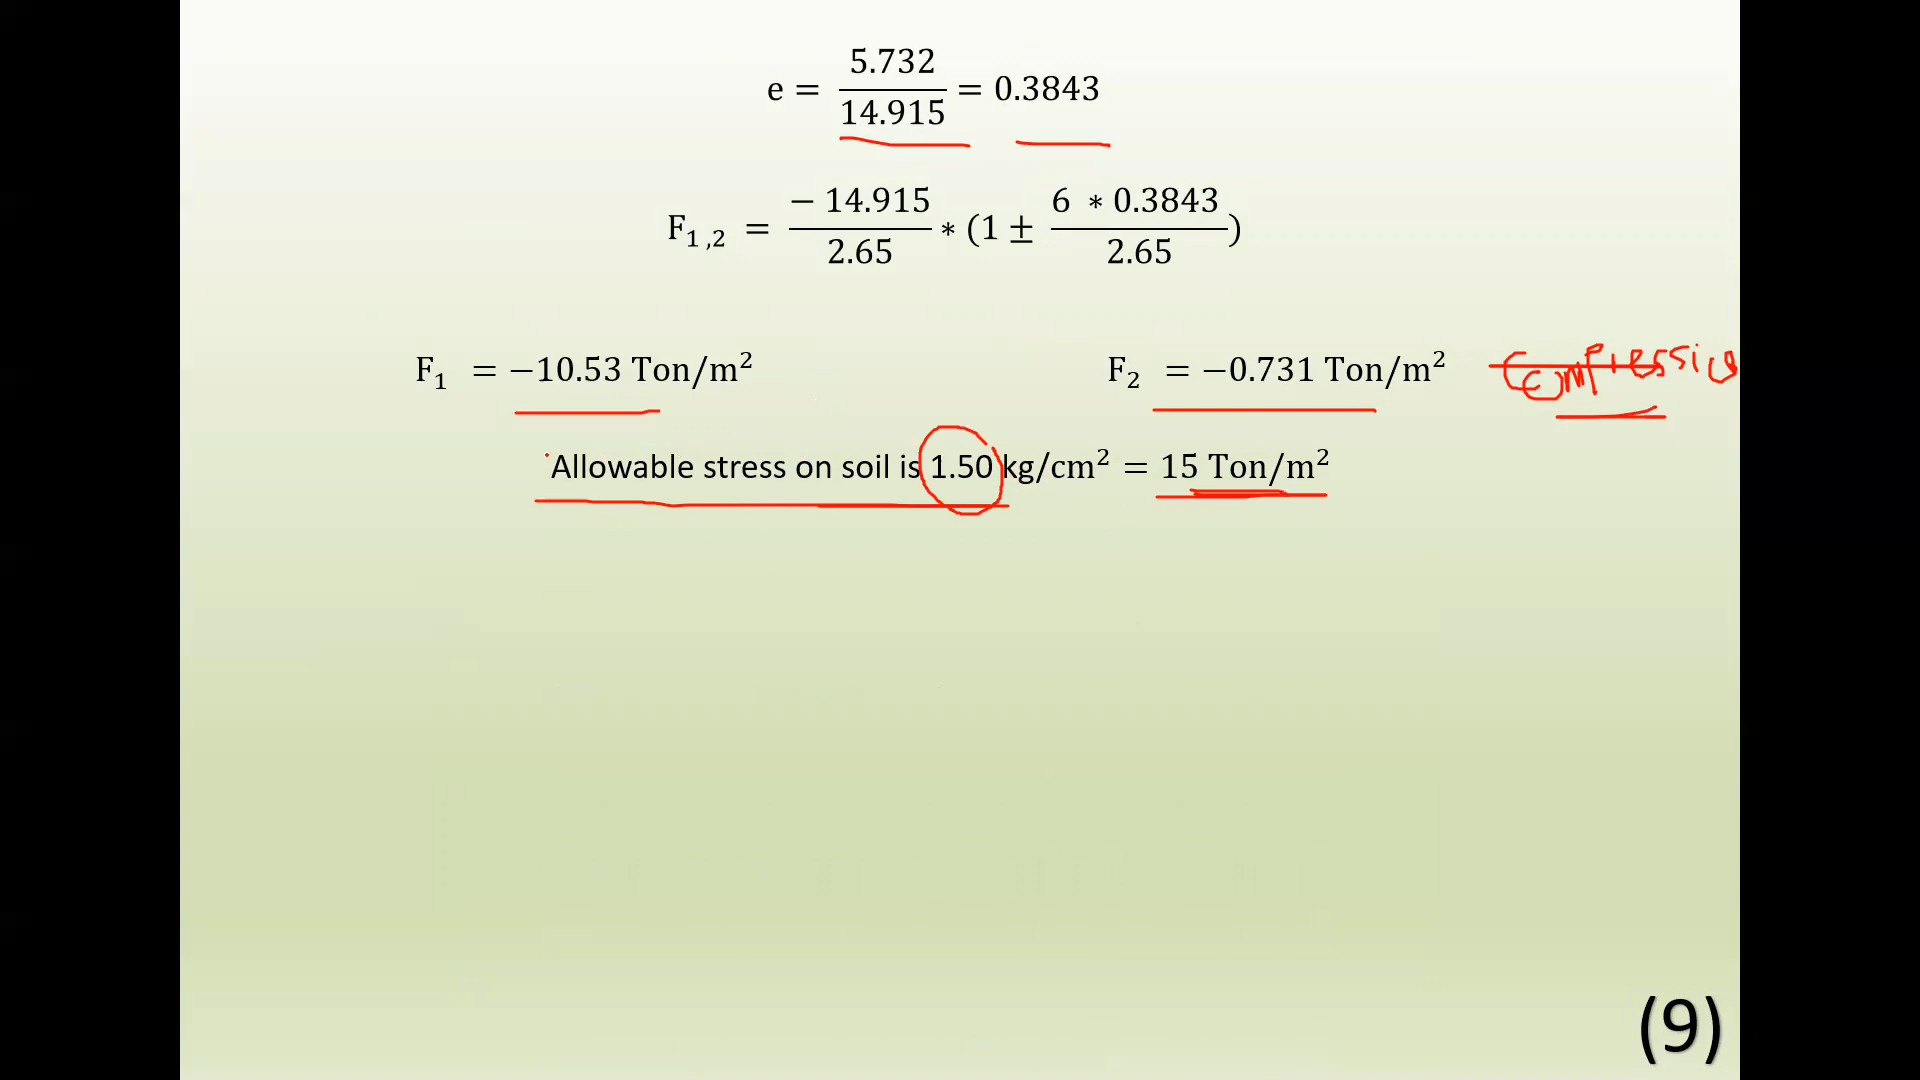 e = 5.732 / 14.915 = 0.3843
F1,2 = − 14.915 / 2.65 ∗ (1 ± 6 ∗ 0.3843 / 2.65)
F1 = −10.53 Ton/m² F2 = −0.731 Ton/m² Compressive
Allowable stress on soil is 1.50 kg/cm² = 15 Ton/m²
(9)